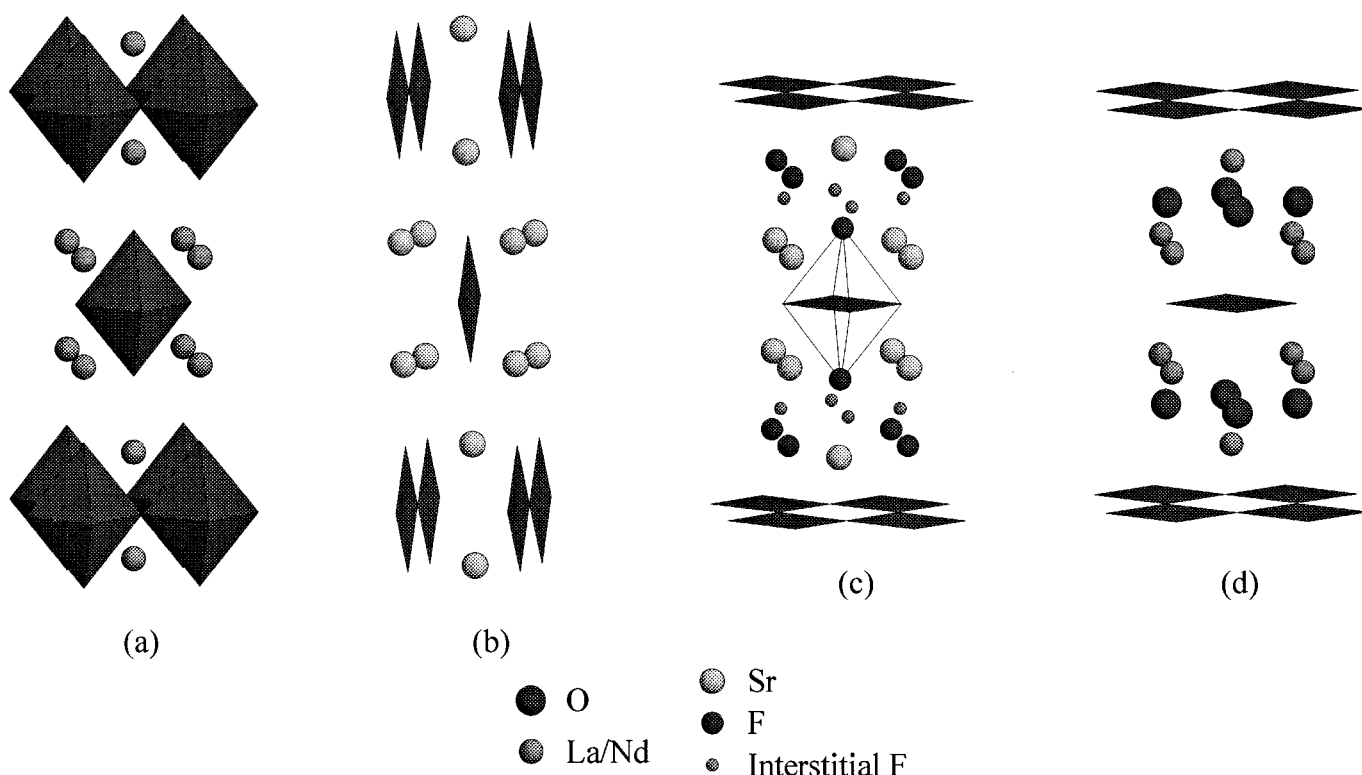 (c)
(d)
(a)
(b)
O
La/Nd
Sr
F
Interstitial F